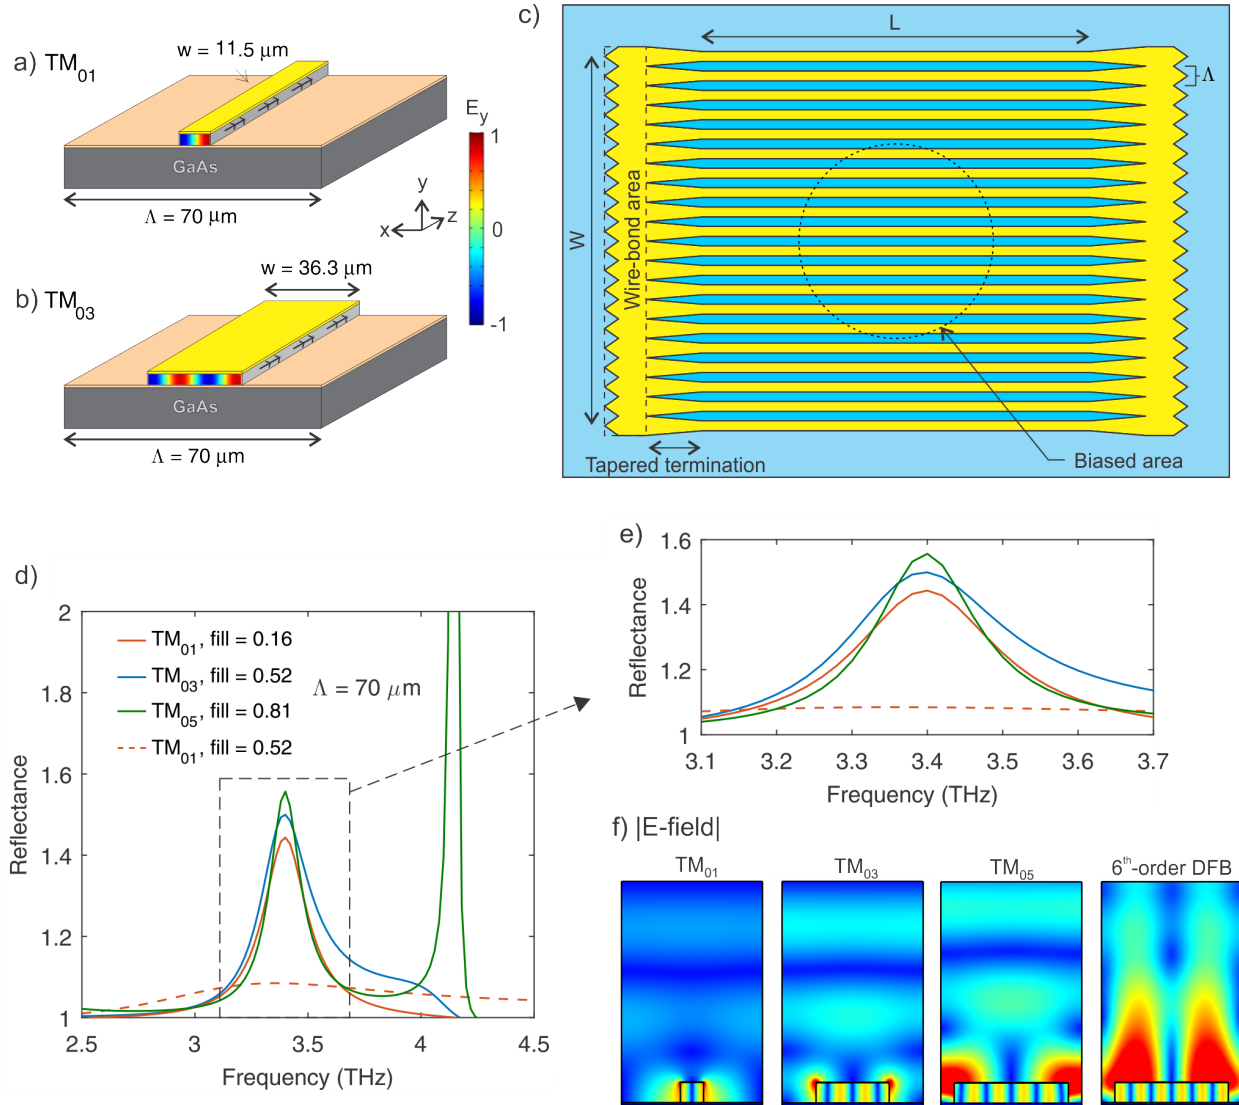 a) TM01
w = 11.5 μm
GaAs
Λ = 70 μm
Ey
1
0
-1
y
x
z
b) TM03
w = 36.3 μm
GaAs
Λ = 70 μm
c)
L
W
Wire-bond area
Λ
Tapered termination
Biased area
d)
Reflectance
2
1.8
1.6
1.4
1.2
1
2.5 3 3.5 4 4.5
Frequency (THz)
TM01, fill = 0.16
TM03, fill = 0.52
TM05, fill = 0.81
TM01, fill = 0.52
Λ = 70 μm
e)
Reflectance
1.6
1.4
1.2
1
3.1 3.2 3.3 3.4 3.5 3.6 3.7
Frequency (THz)
f) |E-field|
TM01 TM03 TM05 6th-order DFB